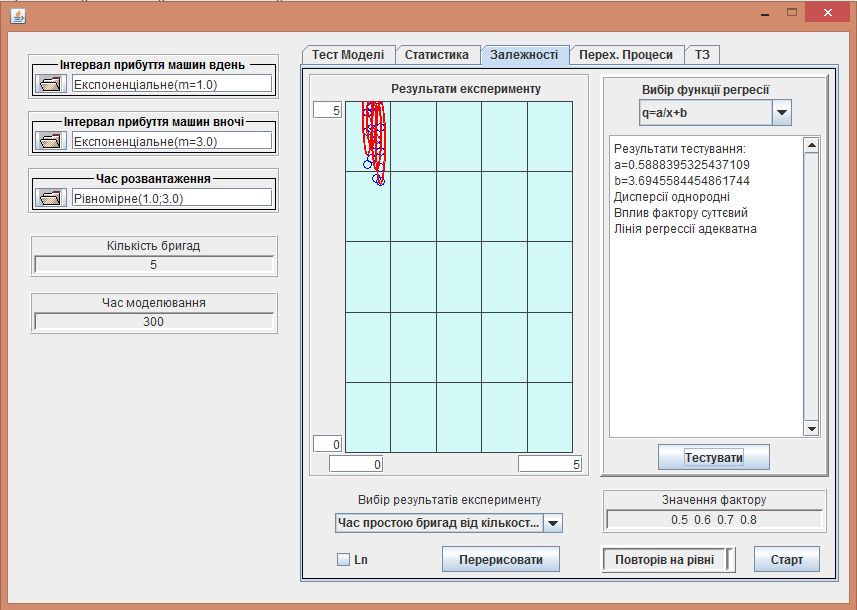 Інтервал прибуття машин вдень
Експоненціальне(m=1.0)
Інтервал прибуття машин вночі
Експоненціальне(m=3.0)
Час розвантаження
Рівномірне(1.0;3.0)
Кількість бригад
5
Час моделювання
300
Тест Моделі
Статистика
Залежності
Перех. Процеси
ТЗ
Результати експерименту
5
0
0
5
Вибір результатів експерименту
Час простою бригад від кількост...
Ln
Перерисовати
Вибір функції регресії
q=a/x+b
Результати тестування:
a=0.5888395325437109
b=3.6945584454861744
Дисперсії однородні
Вплив фактору суттєвий
Лінія регрессії адекватна
Тестувати
Значення фактору
0.5 0.6 0.7 0.8
Повторів на рівні
Старт